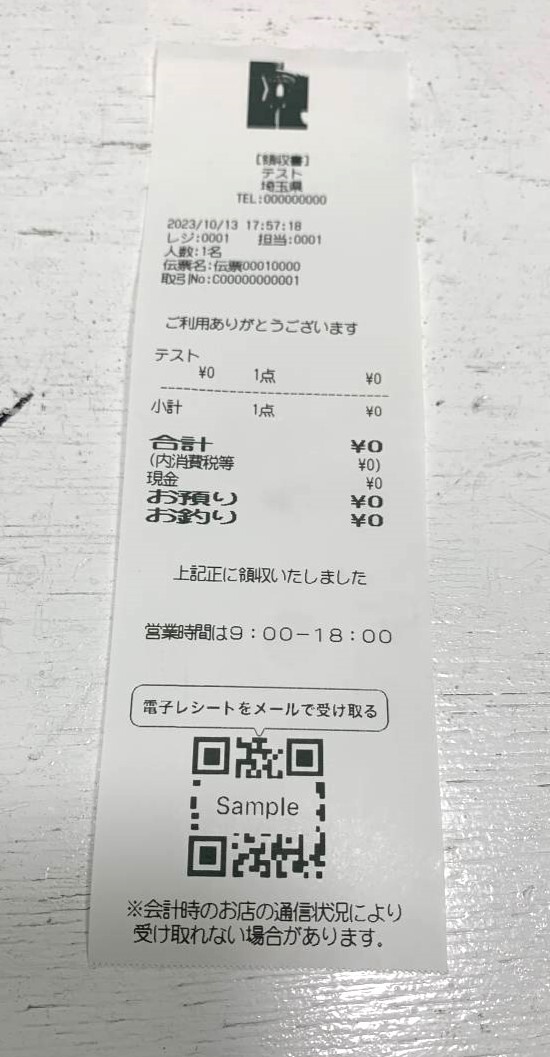 [領収書]
テスト
埼玉県
TEL:000000000
2023/10/13 17:57:18
レジ:0001 担当:0001
人数:1名
伝票名:伝票00010000
取引No:C00000000001
ご利用ありがとうございます
テスト
¥0 1点 ¥0
小計 1点 ¥0
合計 ¥0
(内消費税等 ¥0)
現金 ¥0
お預り ¥0
お釣り ¥0
上記正に領収いたしました
営業時間は9:00-18:00
電子レシートをメールで受け取る
Sample
※会計時のお店の通信状況により
受け取れない場合があります。